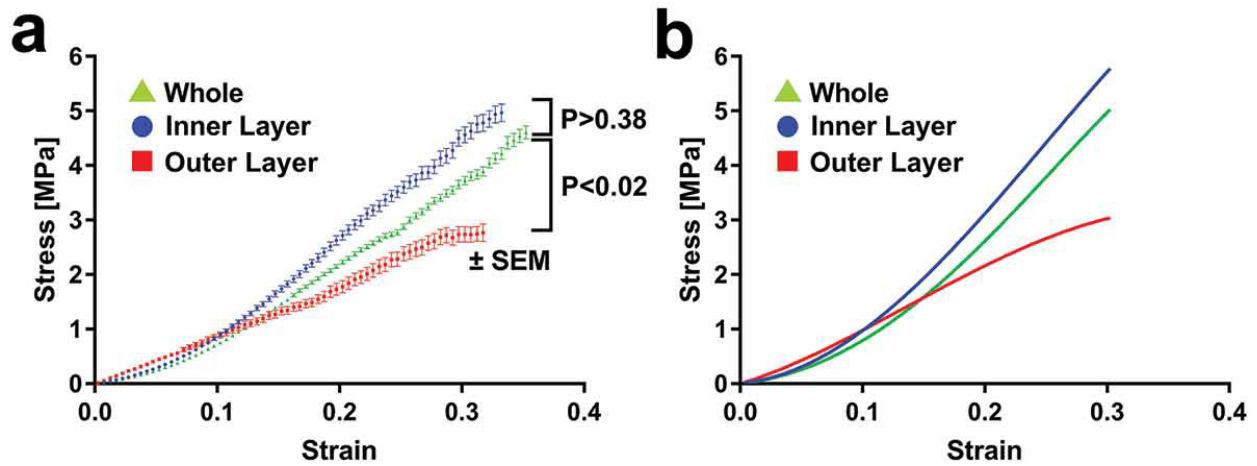 a
6
5
4
3
2
1
0
Stress [MPa]
Whole
Inner Layer
Outer Layer
P>0.38
P<0.02
± SEM
0.0 0.1 0.2 0.3 0.4
Strain
b
6
5
4
3
2
1
0
Stress [MPa]
Whole
Inner Layer
Outer Layer
0.0 0.1 0.2 0.3 0.4
Strain